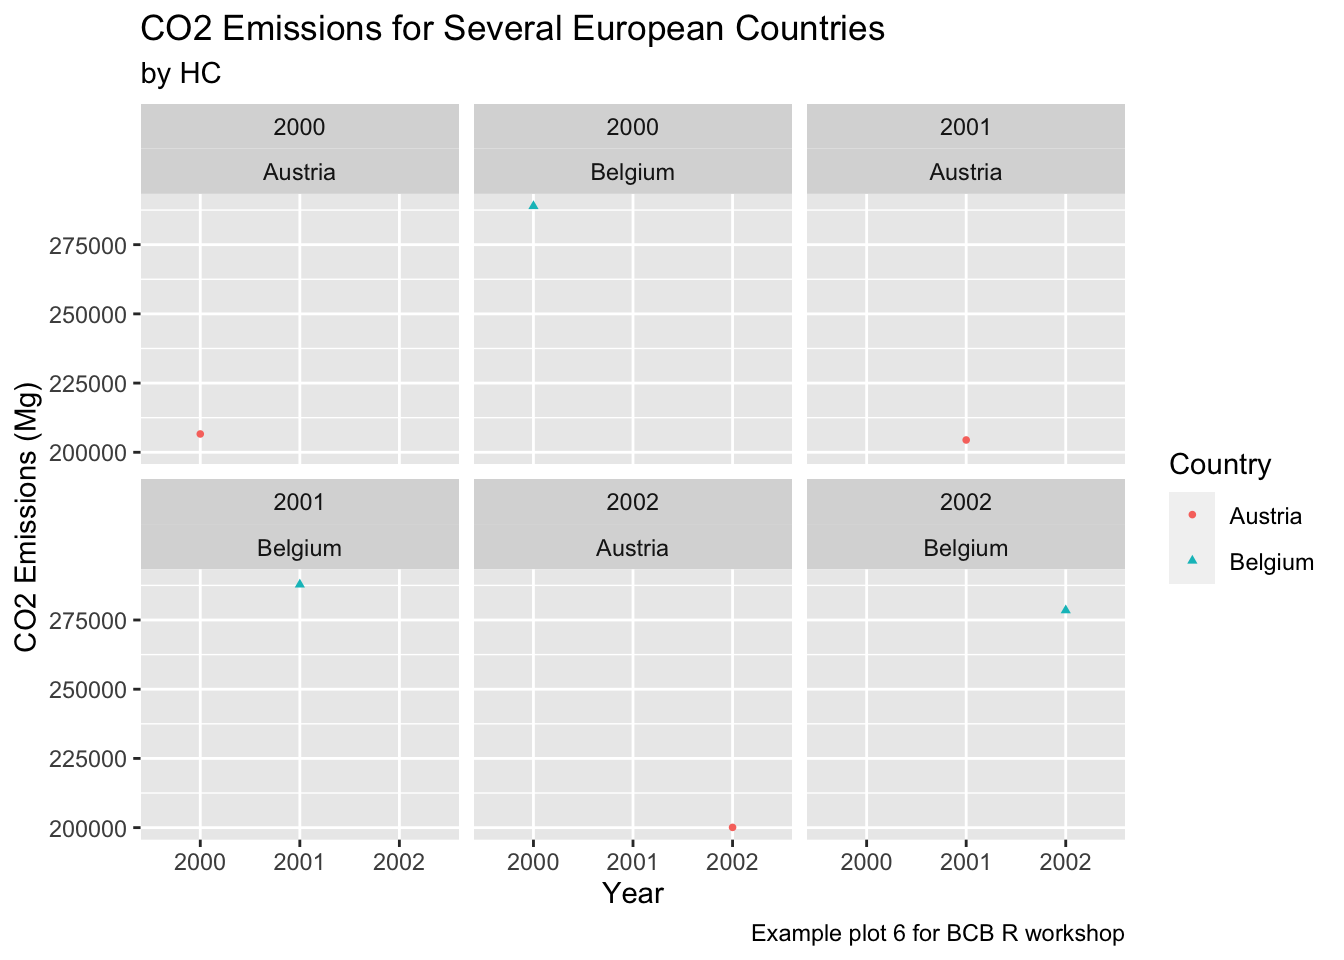 CO2 Emissions for Several European Countries
by HC
2000
Austria
2000
Belgium
2001
Austria
275000
250000
225000
200000
2001
Belgium
2002
Austria
2002
Belgium
275000
250000
225000
200000
CO2 Emissions (Mg)
2000 2001 2002
2000 2001 2002
2000 2001 2002
Year
Country
Austria
Belgium
Example plot 6 for BCB R workshop